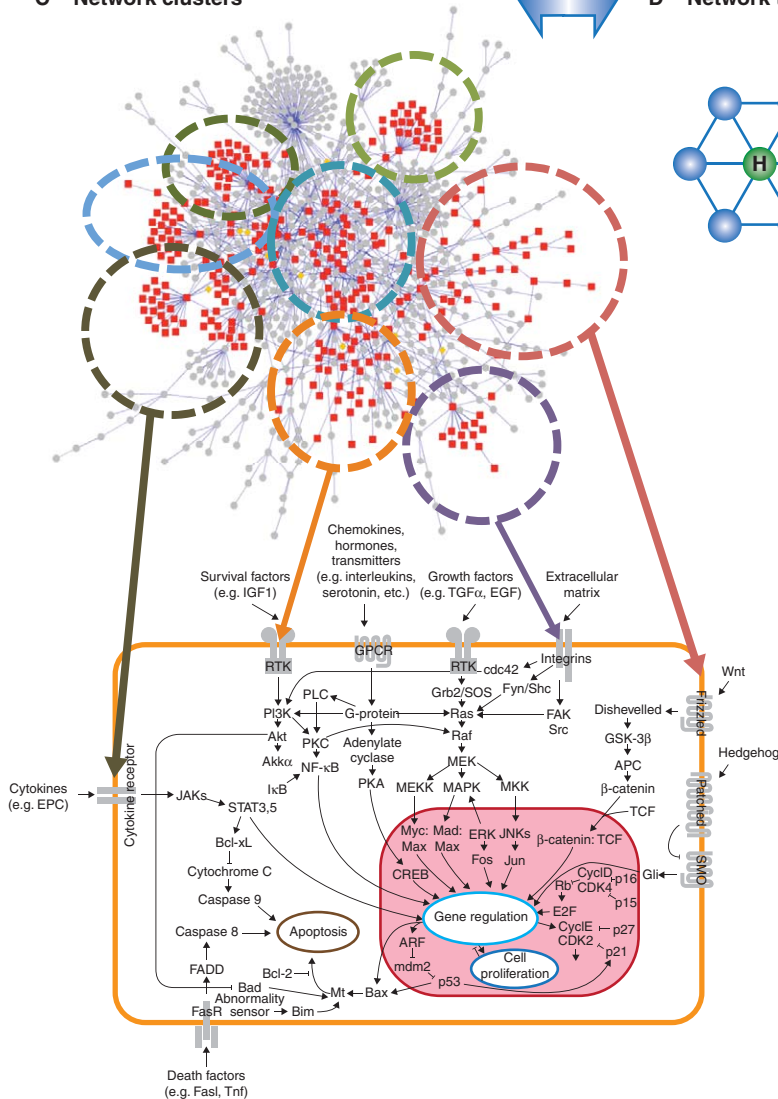 C Network clusters
D Network
H
Chemokines,
hormones,
transmitters
(e.g. interleukins,
serotonin, etc.)
Survival factors
(e.g. IGF1)
Growth factors
(e.g. TGFα, EGF)
Extracellular
matrix
RTK
GPCR
RTK
cdc42
Integrins
Wnt
Frizzled
PLC
Grb2/SOS
Fyn/Shc
PI3K
G-protein
Ras
FAK
Src
Dishevelled
Akt
PKC
Adenylate
cyclase
Raf
GSK-3β
Akkα
NF-κB
MEK
APC
Hedgehog
IκB
PKA
MEKK
MAPK
MKK
β-catenin
Patched
Cytokine receptor
Cytokines
(e.g. EPC)
JAKs
STAT3,5
TCF
Myc:
Max
Mad:
Max
ERK
JNKs
β-catenin: TCF
Bcl-xL
Fos
Jun
SMO
Cytochrome C
CREB
Rb
CyclD
CDK4
p16
Gli
p15
Caspase 9
Gene regulation
E2F
Caspase 8
Apoptosis
CyclE
CDK2
p27
p21
ARF
FADD
Bcl-2
mdm2
Cell
proliferation
Bad
Mt
Bax
p53
Abnormality
sensor
FasR
Bim
Death factors
(e.g. Fasl, Tnf)